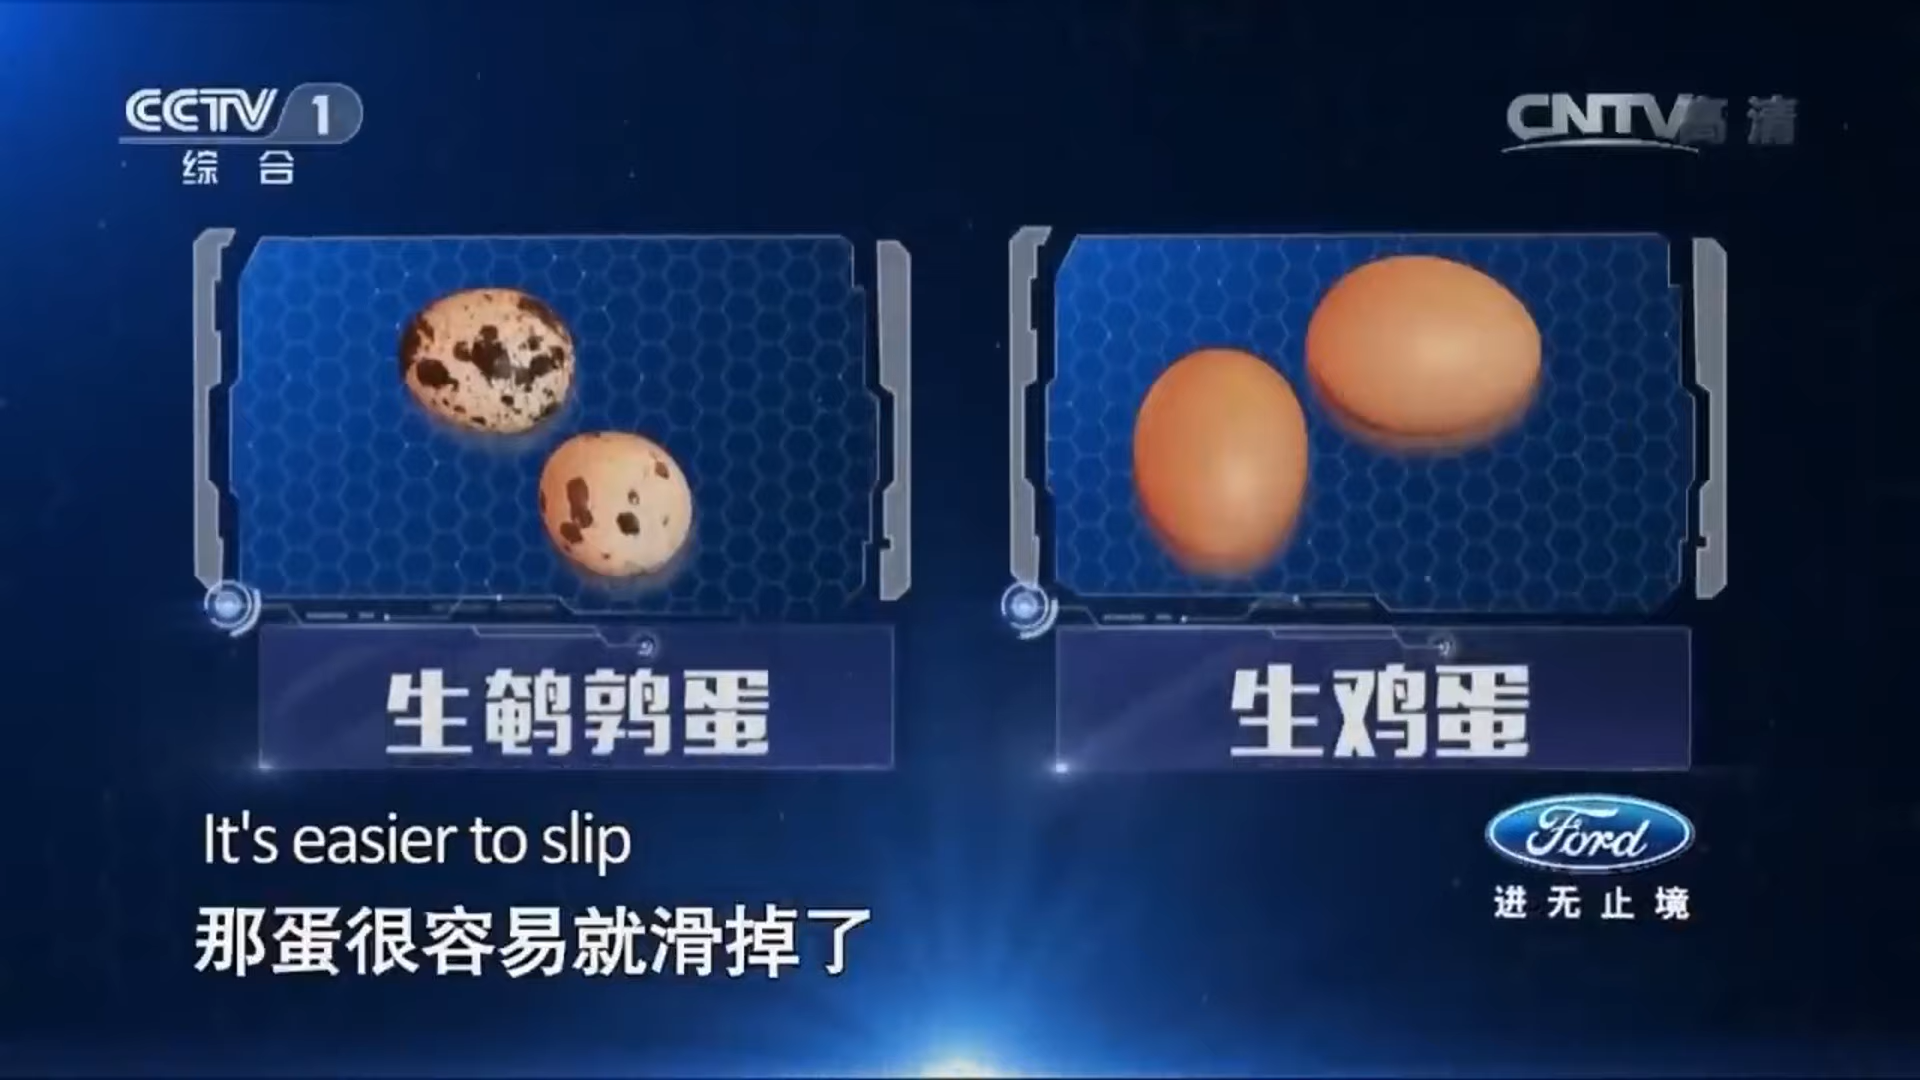 CCTV 1
综合
CNTV高清
生鹌鹑蛋
生鸡蛋
It's easier to slip
那蛋很容易就滑掉了
Ford
进无止境